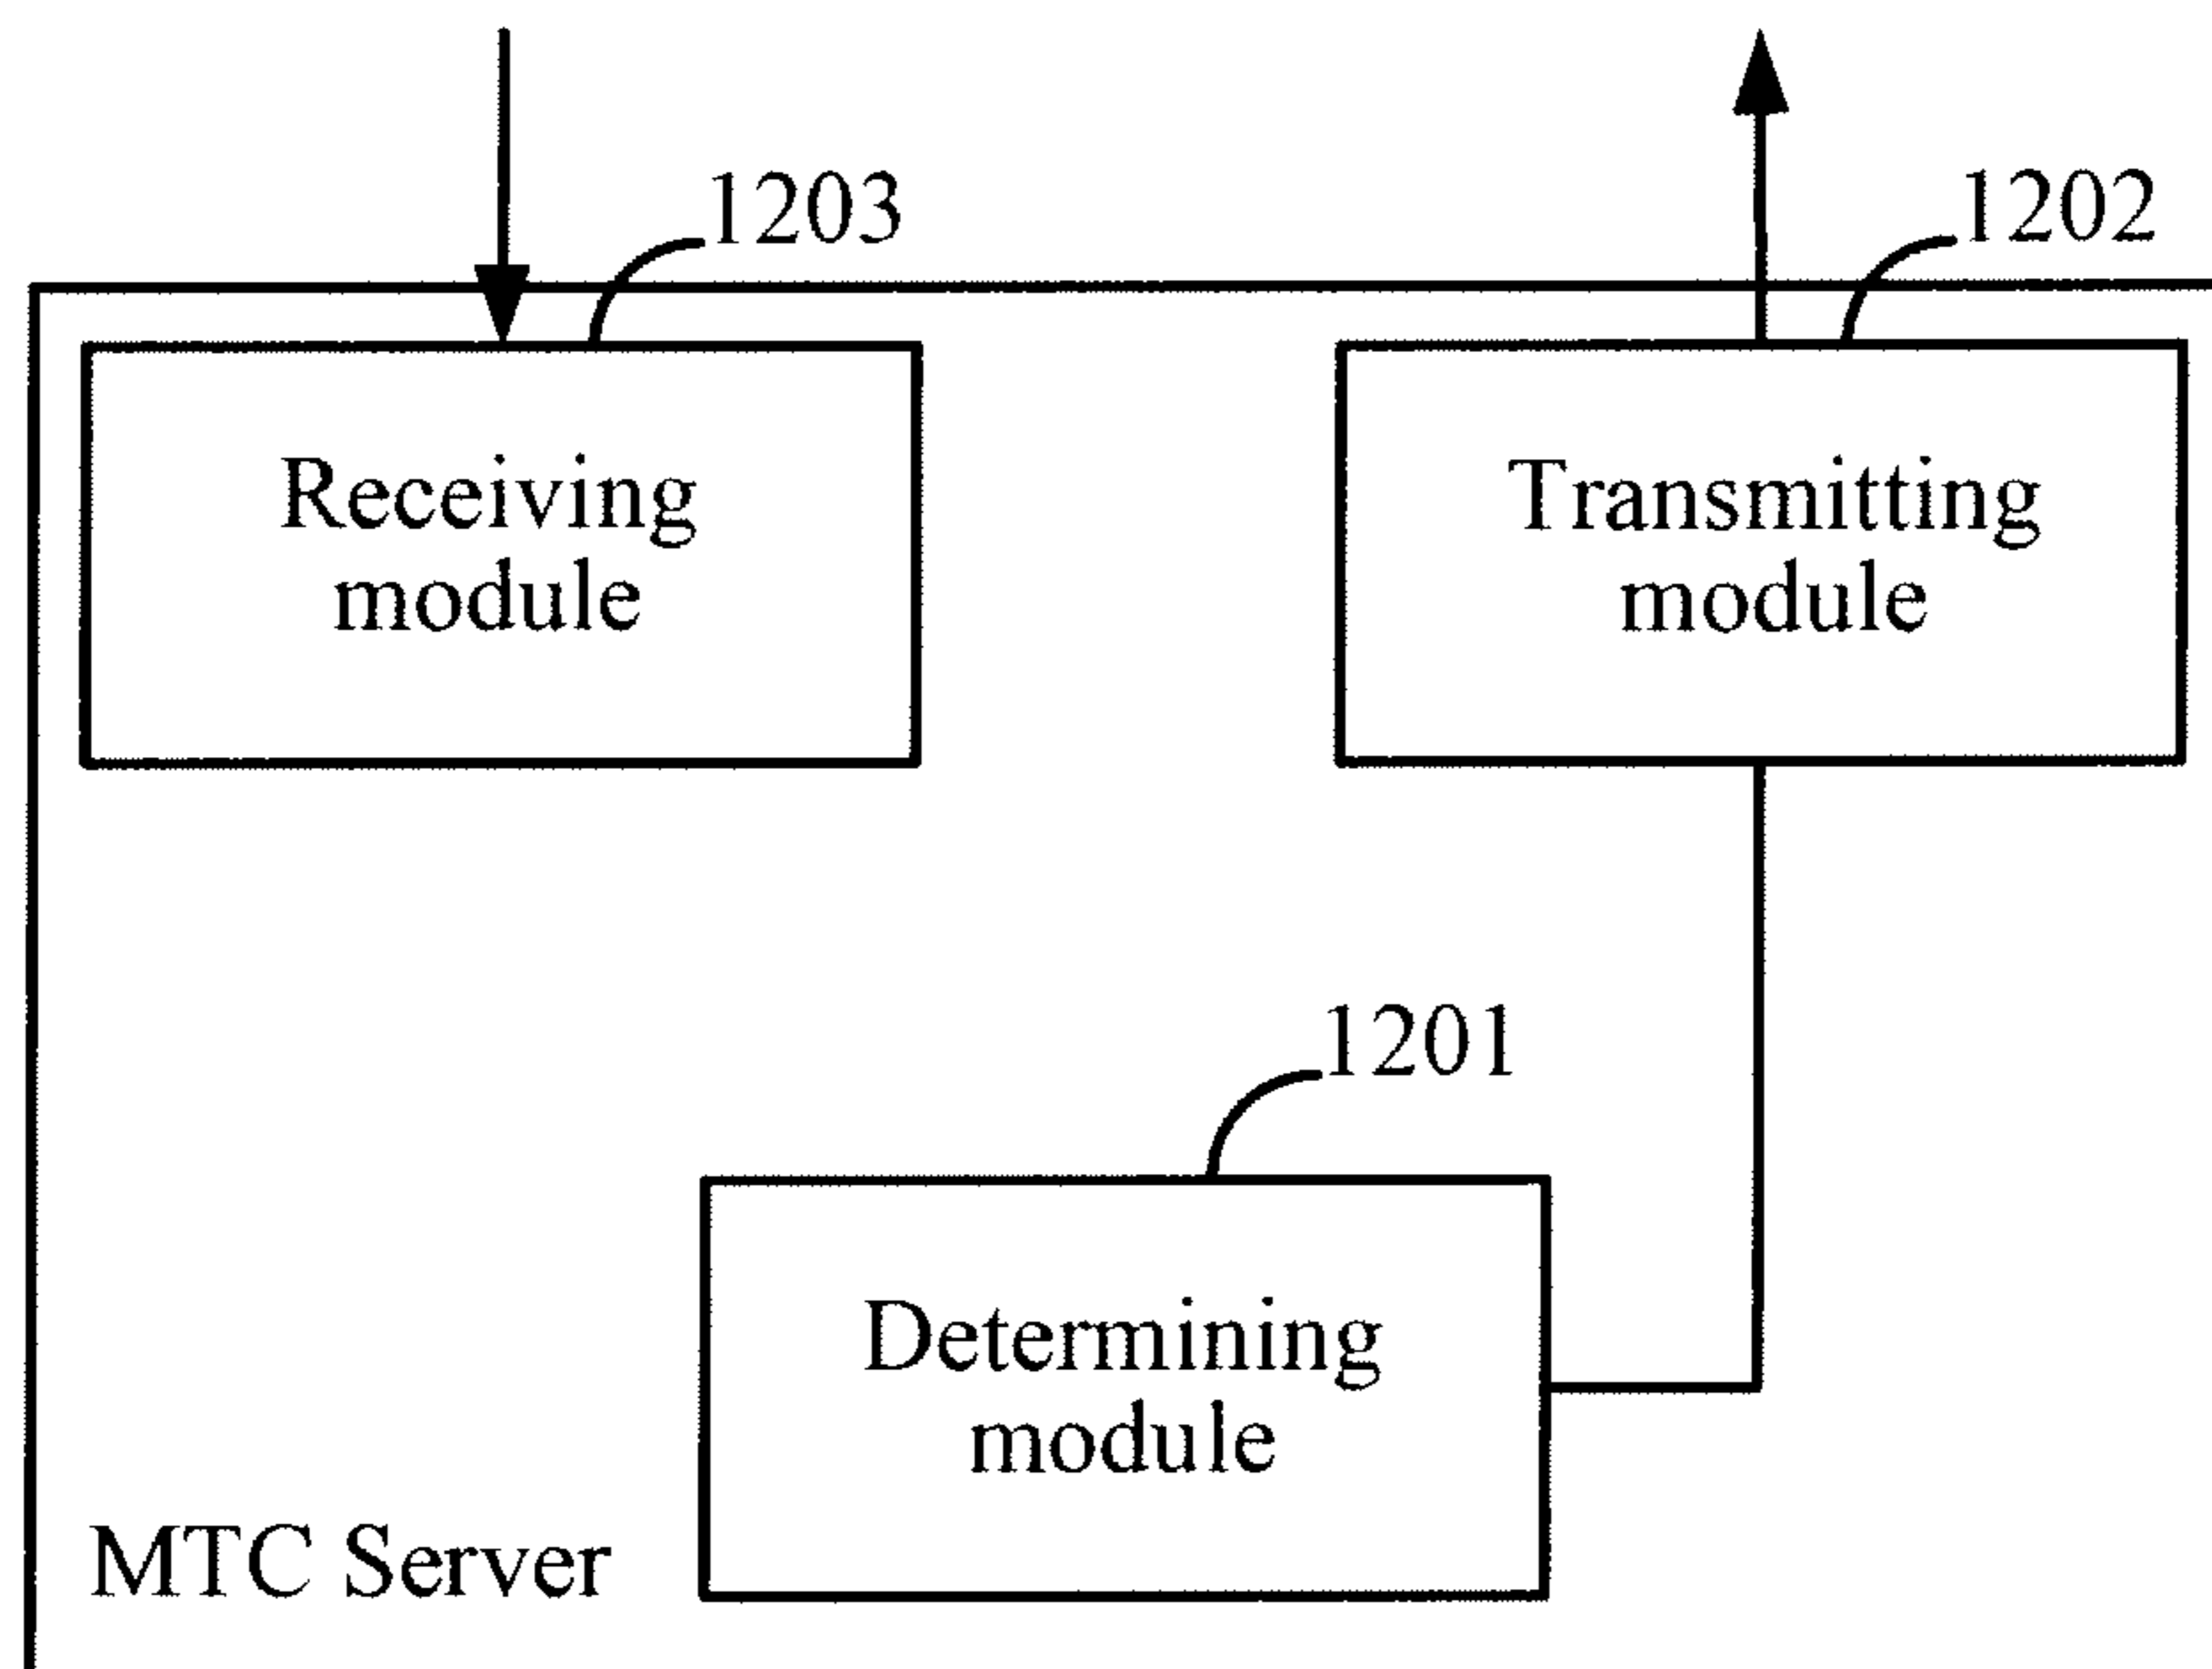 1203
1202
Receiving
module
Transmitting
module
1201
Determining
module
MTC Server